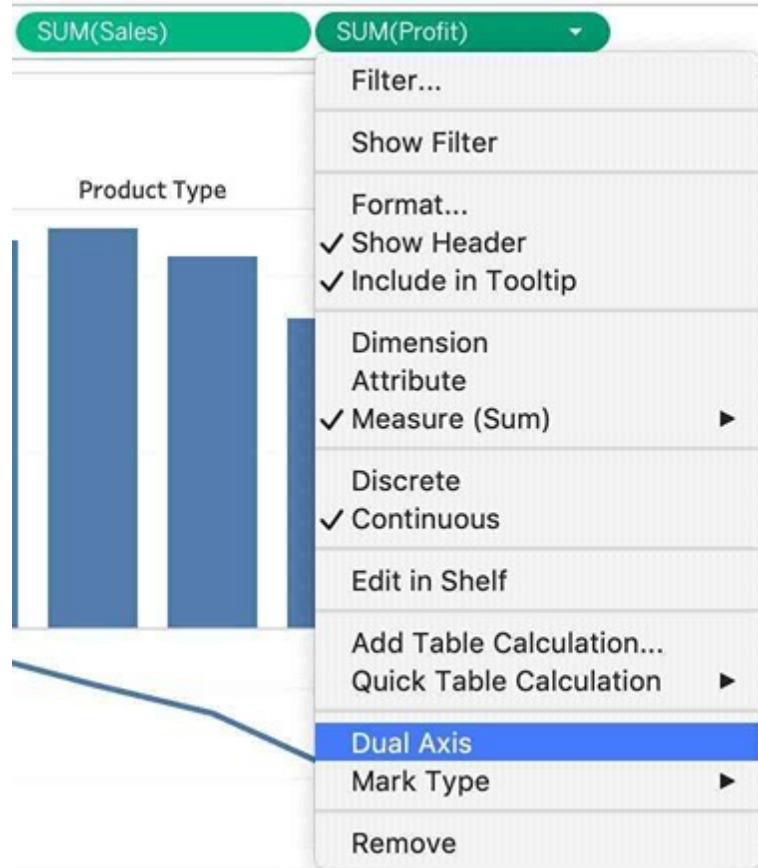 SUM(Sales) SUM(Profit)
Filter...
Show Filter
Product Type
Format...
Show Header
Include in Tooltip
Dimension
Attribute
Measure (Sum)
Discrete
Continuous
Edit in Shelf
Add Table Calculation...
Quick Table Calculation
Dual Axis
Mark Type
Remove